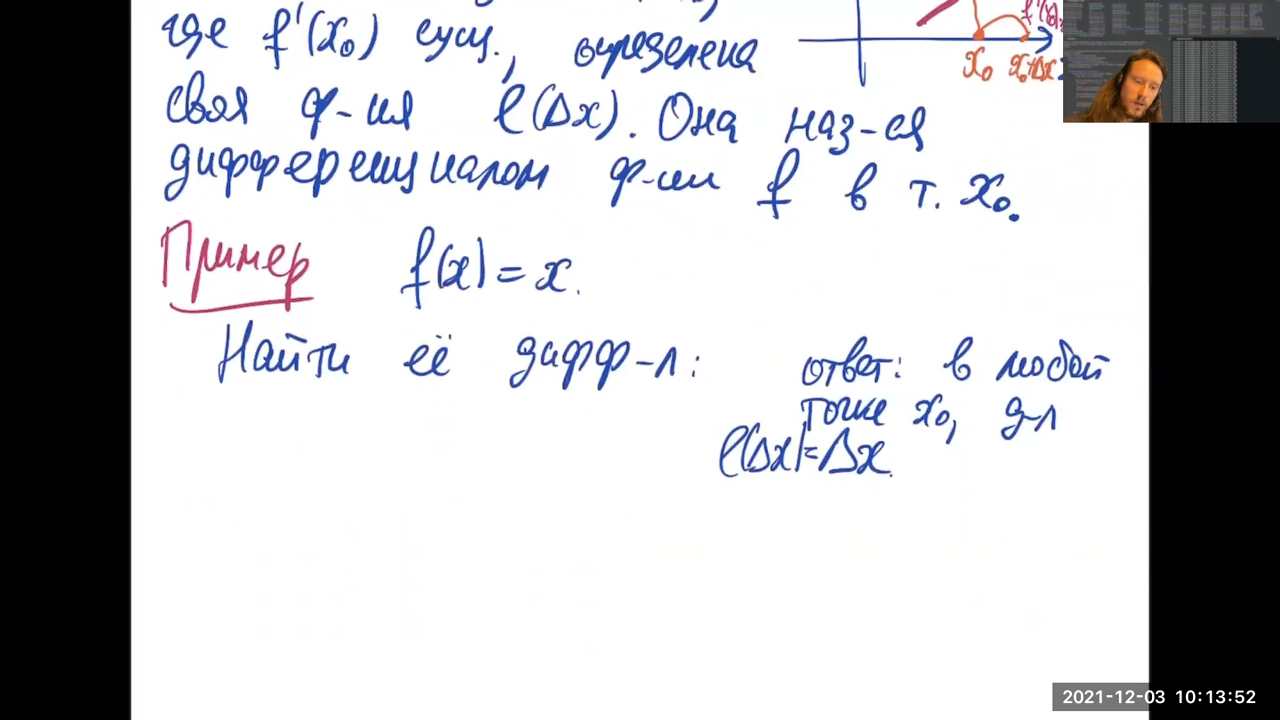 где f'(x₀) сущ., определена
своя ф-ия l(Δx). Она наз-ся
дифференциалом ф-ии f в т. x₀.
x₀ x₀+Δx
Пример f(x) = x.
Найти её дифф-л: ответ: в любой
точке x₀, д-л
l(Δx) = Δx.
2021-12-03 10:13:52